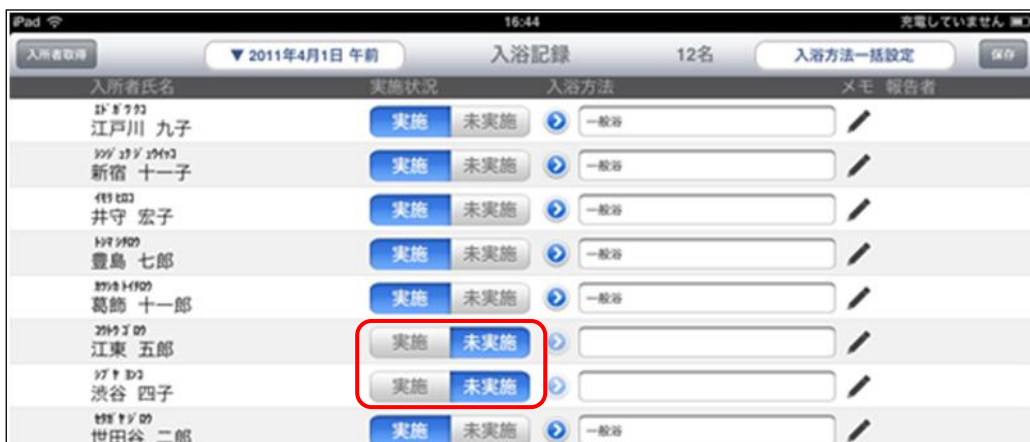 iPad 16:44 充電していません
入所者取得 ▼ 2011年4月1日 午前 入浴記録 12名 入浴方法一括設定 保存
入所者氏名 実施状況 入浴方法 メモ 報告者
江戸川 九子 実施 未実施 一般浴
新宿 十一子 実施 未実施 一般浴
井守 宏子 実施 未実施 一般浴
豊島 七郎 実施 未実施 一般浴
葛飾 十一郎 実施 未実施 一般浴
江東 五郎 実施 未実施
渋谷 四子 実施 未実施
世田谷 二郎 実施 未実施 一般浴